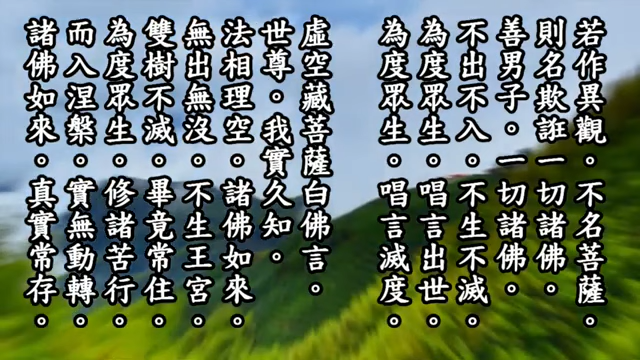 若作異觀。不名菩薩。
則名欺誑一切諸佛。
善男子。一切諸佛。
不出不入。不生不滅。
為度眾生。唱言出世。
為度眾生。唱言滅度。
虛空藏菩薩白佛言。
世尊。我實久知。
法相理空。諸佛如來。
無出無沒。不生王宮。
雙樹不滅。畢竟常住。
為度眾生。修諸苦行。
而入涅槃。實無動轉。
諸佛如來。真實常存。